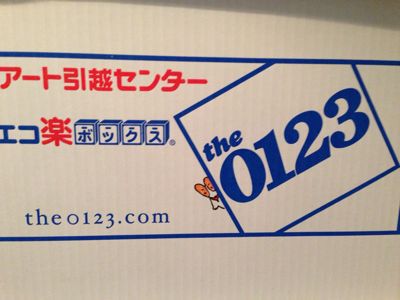 アート引越センター
エコ楽ボックス®
the0123.com
the
0123